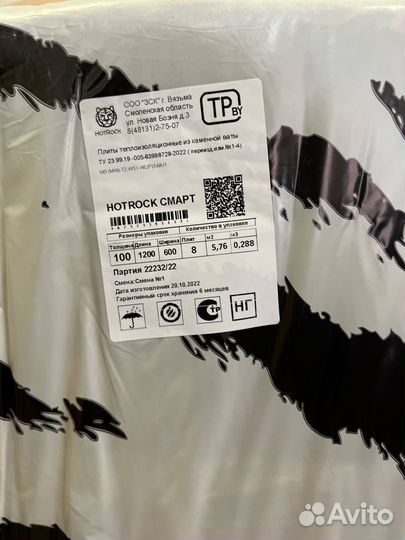 HotRock
СОО "ЗСК" г. Вязьма
Смоленская область
ул. Новая Бозня д.3
8(48131)2-75-07
ТР BY
Плиты теплоизоляционные из каменной ваты
ТУ 23.99.19 -005-83998728-2022 ( переизд.изм.№1-4)
HOTROCK СМАРТ
Размеры упаковки Количество в упаковке
Толщина Длина Ширина Плит м2 м3
100 1200 600 8 5,76 0,288
Партия 22232/22
Смена:Смена №1
Дата изготовления 20.10.2022
Гарантийный срок хранения 6 месяцев
НГ
Avito